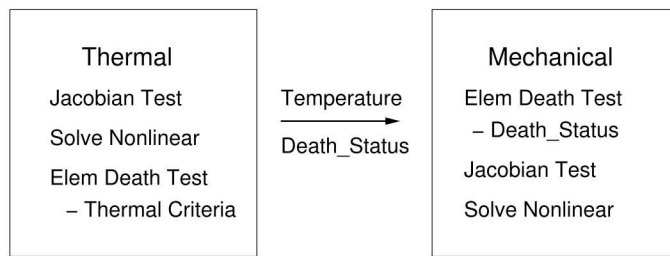 Thermal
Jacobian Test
Solve Nonlinear
Elem Death Test
– Thermal Criteria
Temperature
Death_Status
Mechanical
Elem Death Test
– Death_Status
Jacobian Test
Solve Nonlinear